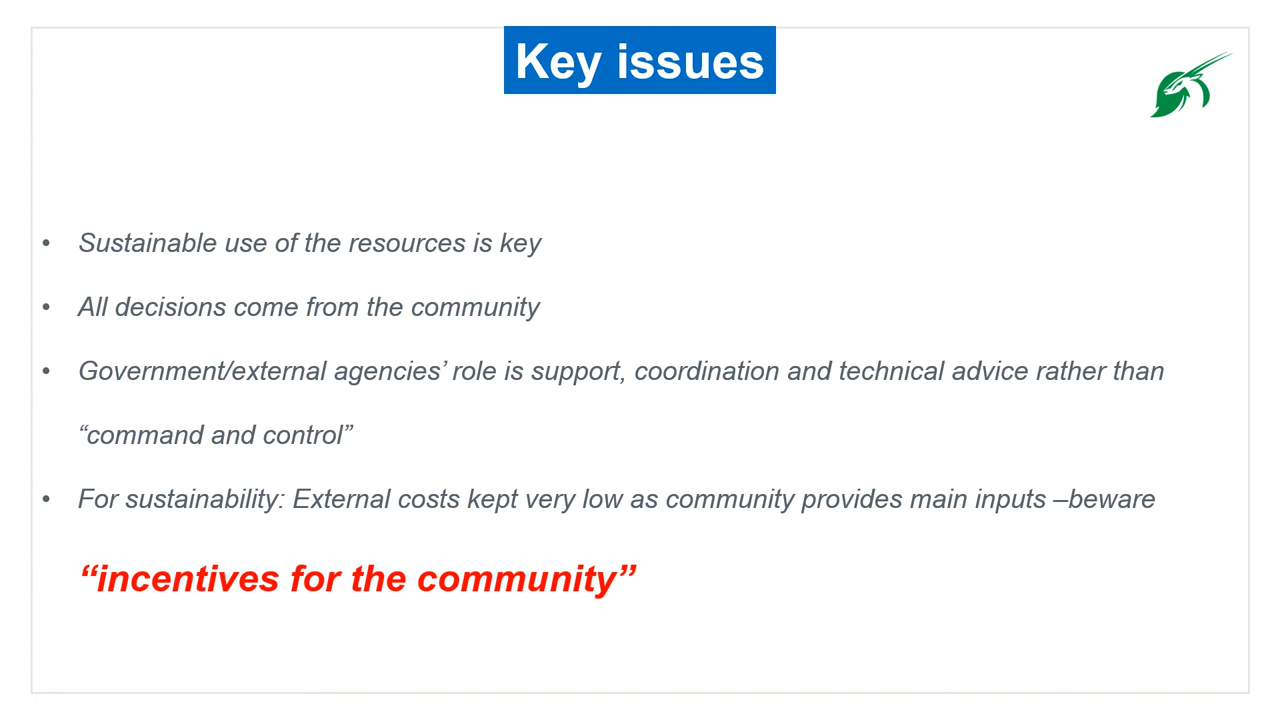 Key issues
• Sustainable use of the resources is key
• All decisions come from the community
• Government/external agencies’ role is support, coordination and technical advice rather than
“command and control”
• For sustainability: External costs kept very low as community provides main inputs –beware
“incentives for the community”